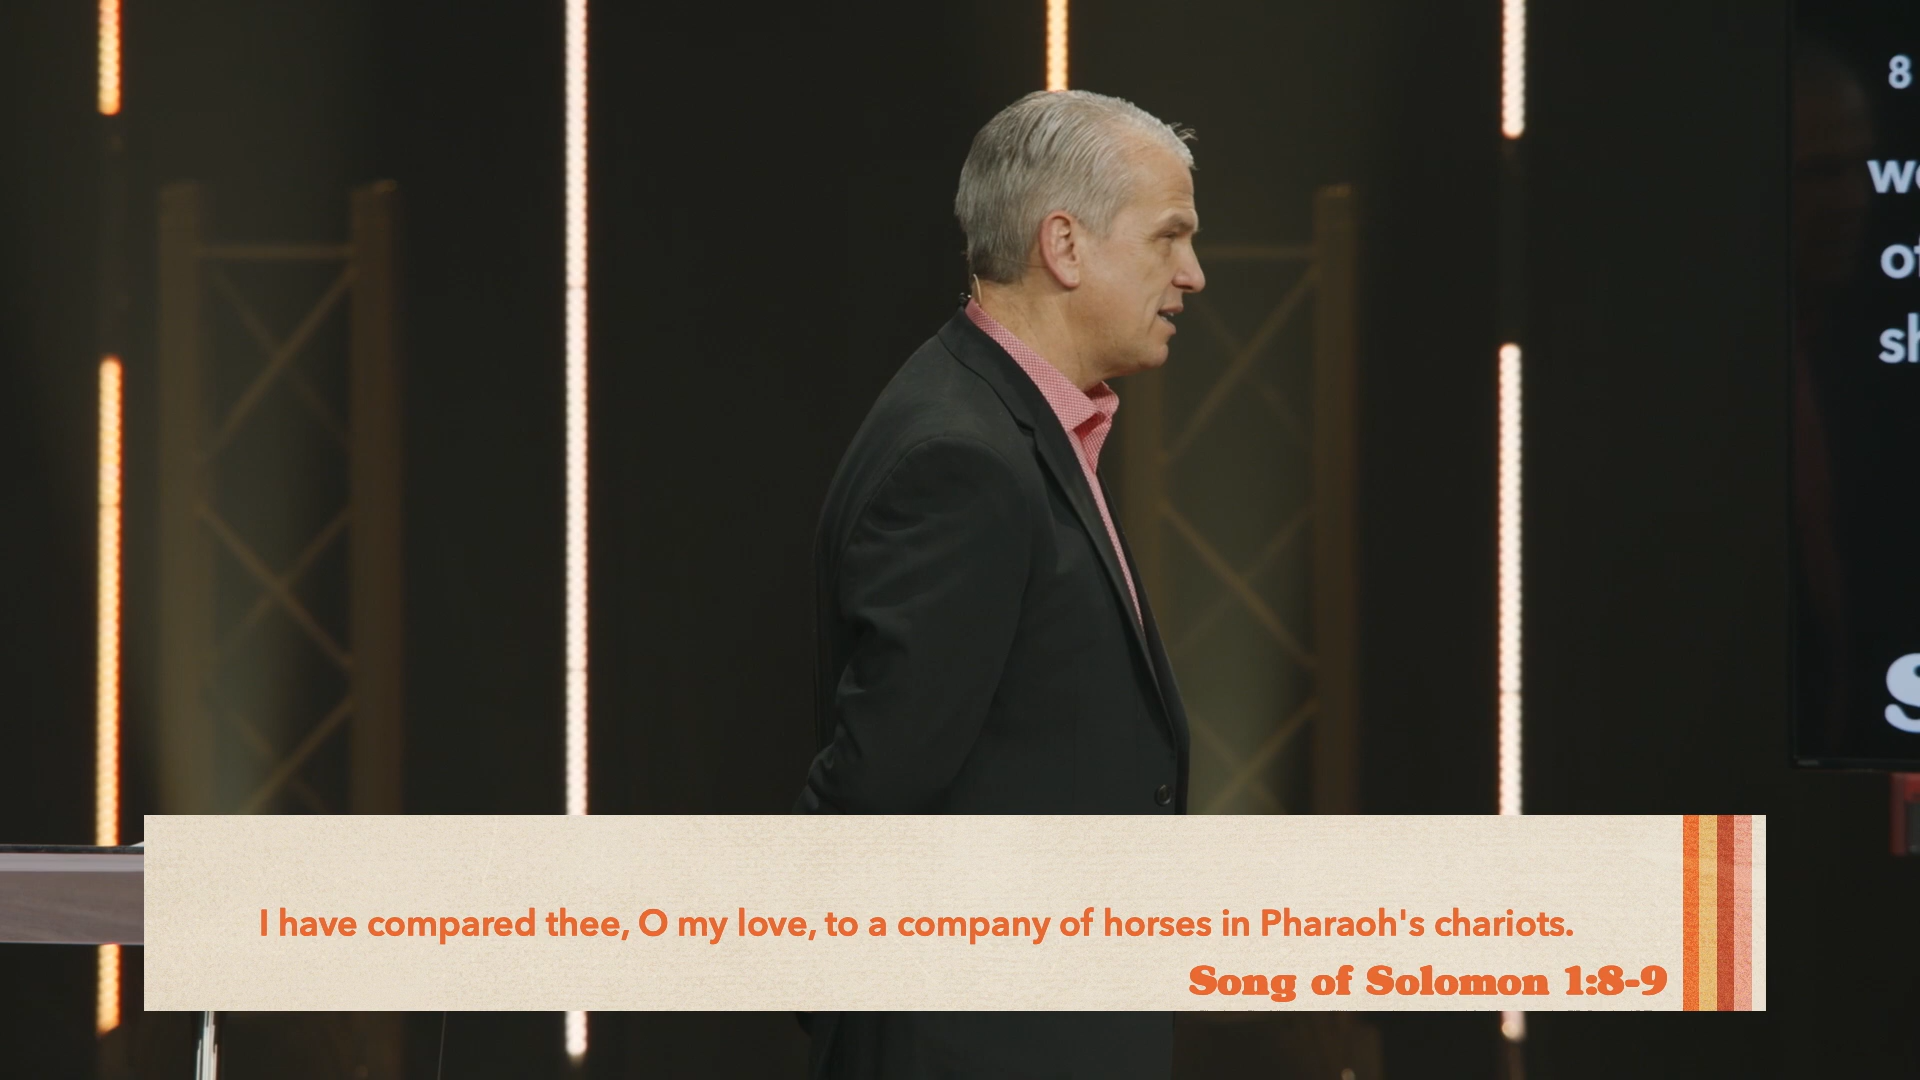 8
I have compared thee, O my love, to a company of horses in Pharaoh's chariots.
Song of Solomon 1:8-9